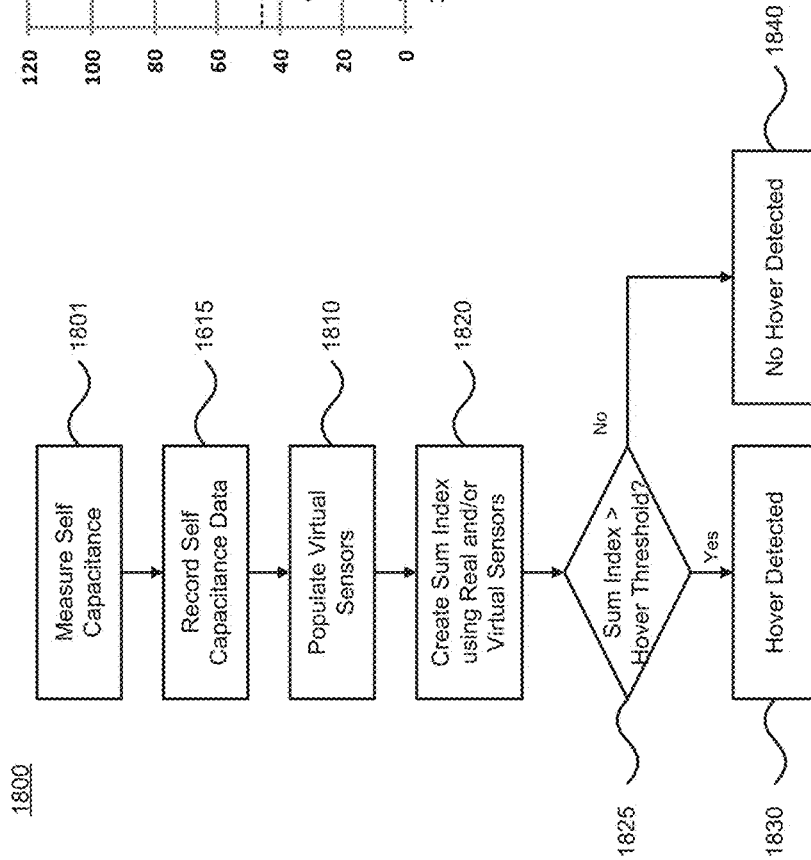 1800
Measure Self
Capacitance
1801
Record Self
Capacitance Data
1615
Populate Virtual
Sensors
1810
Create Sum Index
using Real and/or
Virtual Sensors
1820
Sum Index >
Hover Threshold?
1825
No
Yes
Hover Detected
1830
No Hover Detected
1840
120
100
80
60
40
20
0